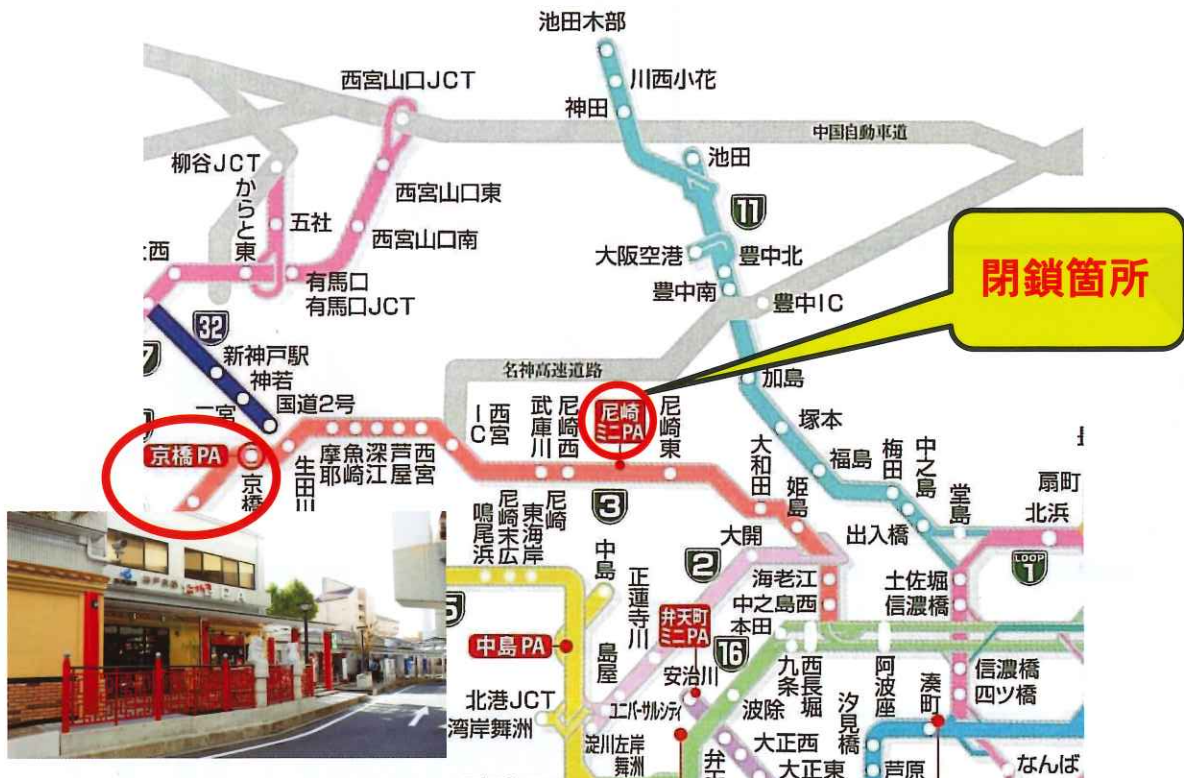 池田木部
西宮山口JCT
川西小花
神田
中国自動車道
柳谷JCT
池田
からと東
西宮山口東
五社
11
西宮山口南
大阪空港
豊中北
閉鎖箇所
有馬口
豊中南
有馬口JCT
豊中IC
32
新神戸駅
名神高速道路
神若
加島
国道2号
西宮IC
武庫川
尼崎西
尼崎ミニPA
尼崎東
塚本
京橋PA
京橋
生田川
摩耶
魚崎
深江
芦屋
西宮
大和田
姫島
福島
梅田
中之島
堂島
扇町
北浜
3
鳴尾浜
尼崎末広
東海岸
尼崎
中島
大開
出入橋
2
LOOP 1
正蓮寺川
海老江
土佐堀
中之島西
信濃橋
弁天町ミニPA
本田
16
中島PA
島屋
安治川
九条
西長堀
阿波座
湊町
信濃橋
四ツ橋
北港JCT
ユニバーサルシティ
波除
汐見橋
湾岸舞洲
淀川左岸舞洲
大正西
大正東
芦原
なんば